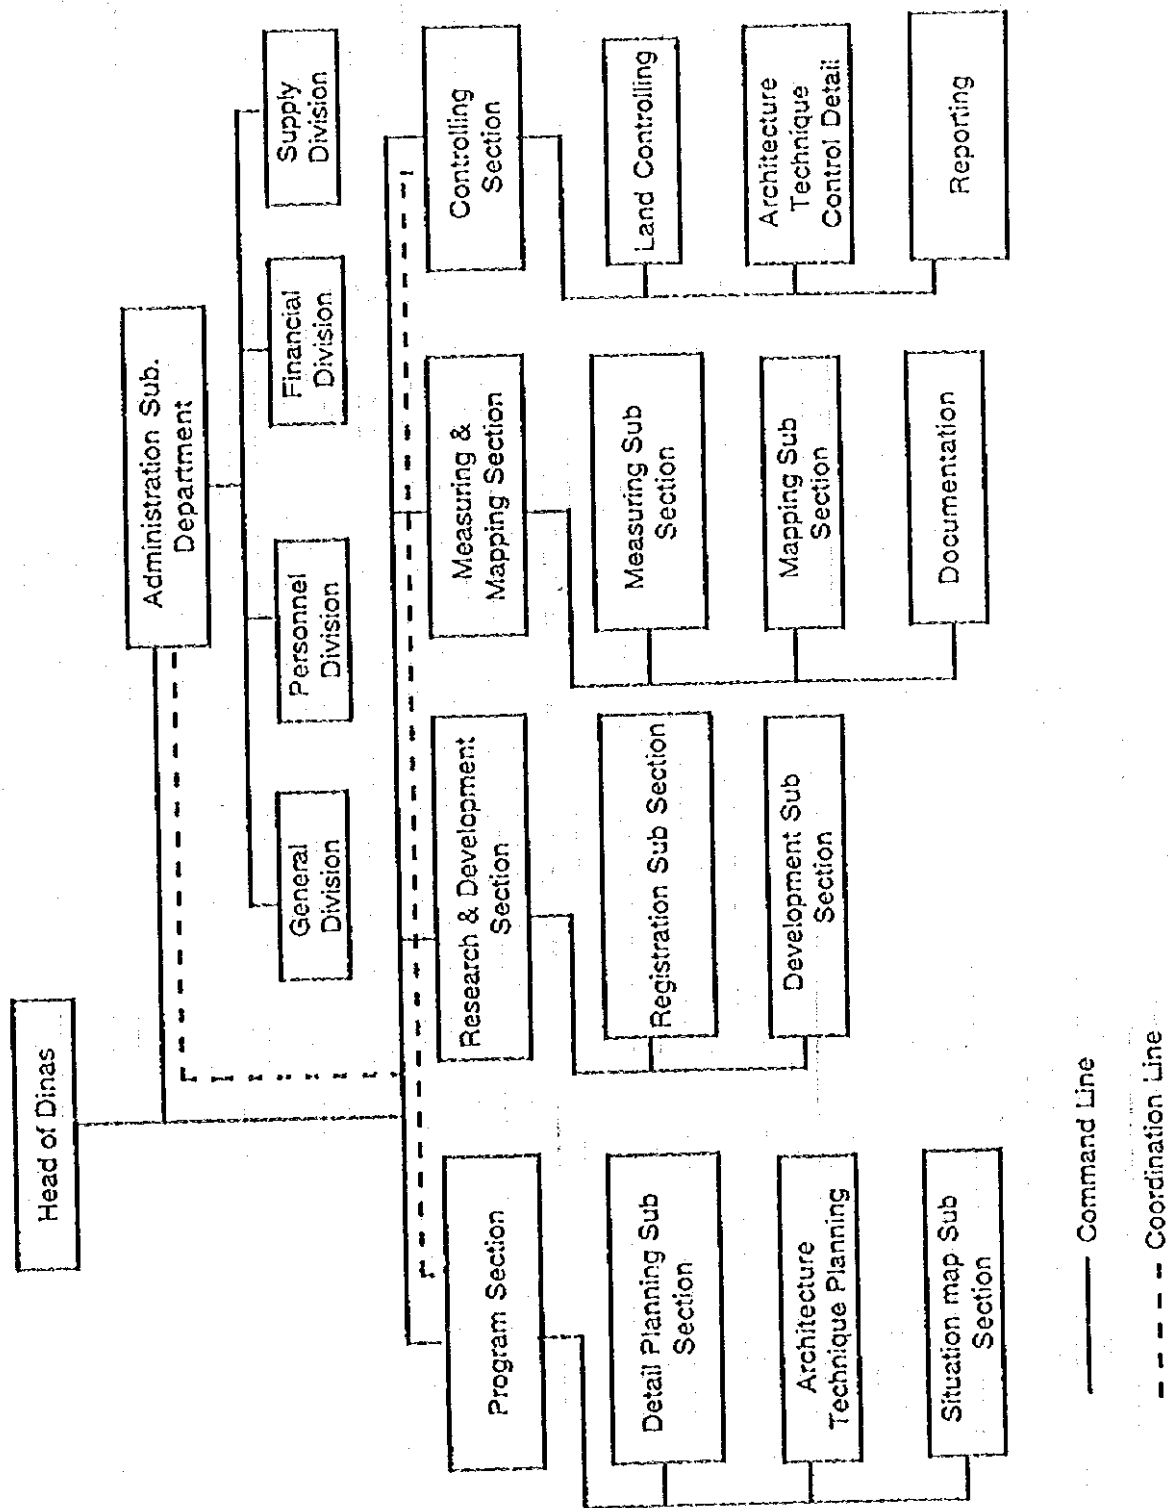 Head of Dinas
Administration Sub.
Department
General
Division
Personnel
Division
Financial
Division
Supply
Division
Program Section
Research & Development
Section
Measuring &
Mapping Section
Controlling
Section
Detail Planning Sub
Section
Registration Sub Section
Measuring Sub
Section
Land Controlling
Architecture
Technique Planning
Development Sub
Section
Mapping Sub
Section
Architecture
Technique
Control Detail
Situation map Sub
Section
Documentation
Reporting
Command Line
Coordination Line